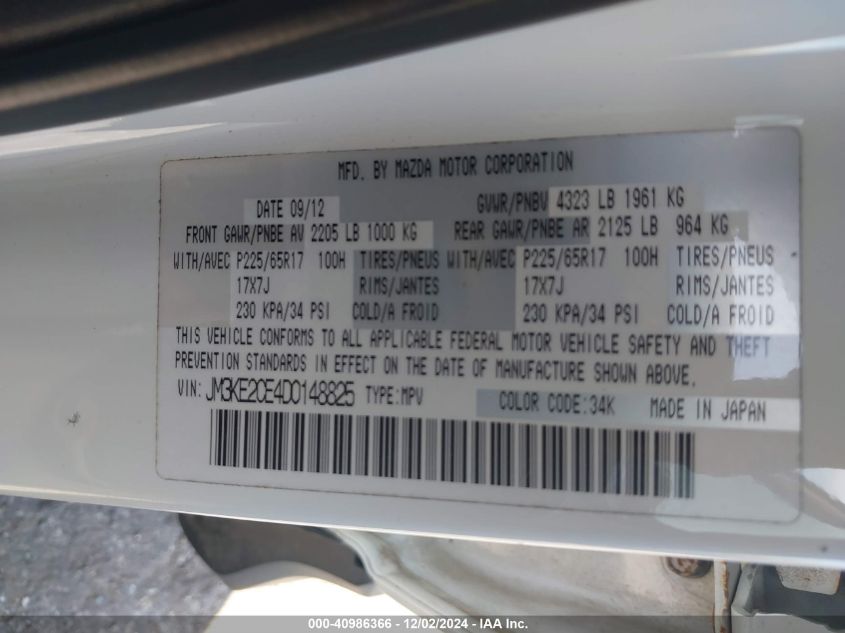 MFD. BY MAZDA MOTOR CORPORATION
DATE 09/12 GVWR/PNBV 4323 LB 1961 KG
FRONT GAWR/PNBE AV 2205 LB 1000 KG REAR GAWR/PNBE AR 2125 LB 964 KG
WITH/AVEC P225/65R17 100H TIRES/PNEUS WITH/AVEC P225/65R17 100H TIRES/PNEUS
17X7J RIMS/JANTES 17X7J RIMS/JANTES
230 KPA/34 PSI COLD/A FROID 230 KPA/34 PSI COLD/A FROID
THIS VEHICLE CONFORMS TO ALL APPLICABLE FEDERAL MOTOR VEHICLE SAFETY AND THEFT
PREVENTION STANDARDS IN EFFECT ON THE DATE OF MANUFACTURE SHOWN ABOVE.
VIN: JM3KE2CE4D0148825 TYPE:MPV COLOR CODE:34K MADE IN JAPAN
000-40986366 - 12/02/2024 - IAA Inc.